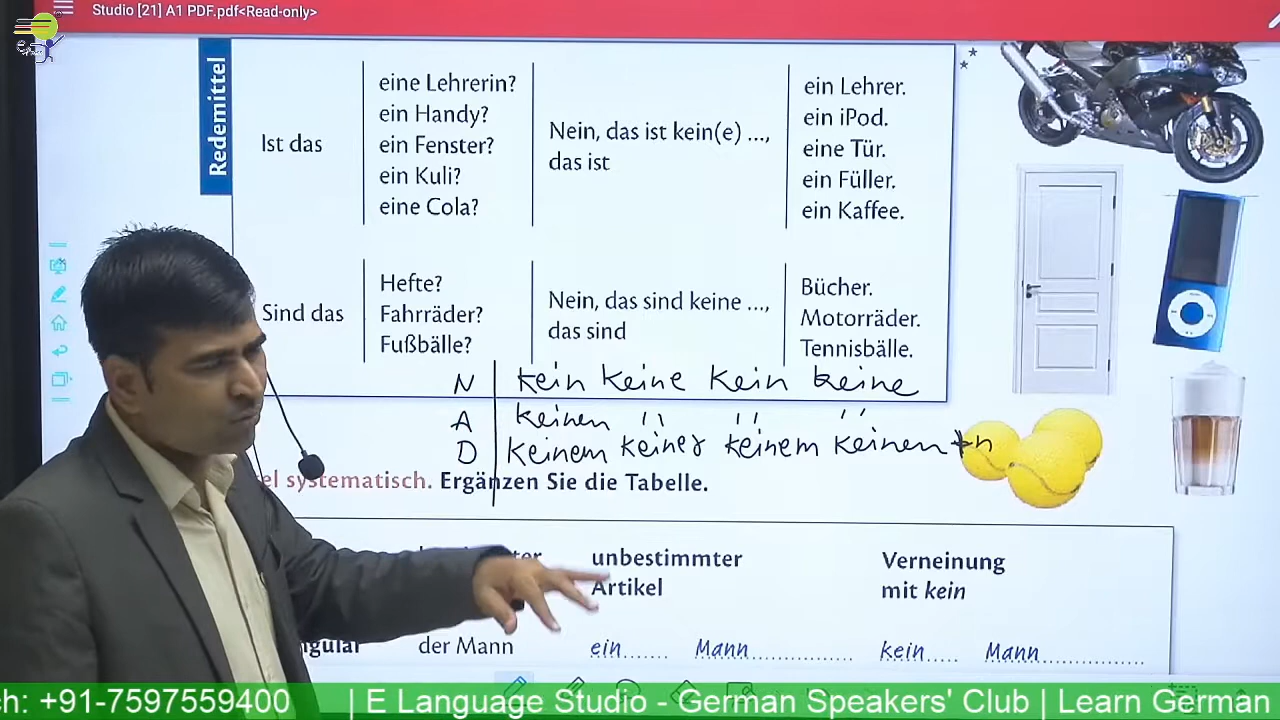 Studio [21] A1 PDF.pdf<Read-only>
Redemittel
Ist das
eine Lehrerin?
ein Handy?
ein Fenster?
ein Kuli?
eine Cola?
Nein, das ist kein(e) ...,
das ist
ein Lehrer.
ein iPod.
eine Tür.
ein Füller.
ein Kaffee.
Sind das
Hefte?
Fahrräder?
Fußbälle?
Nein, das sind keine ...,
das sind
Bücher.
Motorräder.
Tennisbälle.
N kein keine kein keine
A keinen " " "
D keinem keiner keinem keinen +n
systematisch. Ergänzen Sie die Tabelle.
unbestimmter
Artikel
Verneinung
mit kein
der Mann ein Mann kein Mann
+91-7597559400 | E Language Studio - German Speakers' Club | Learn German